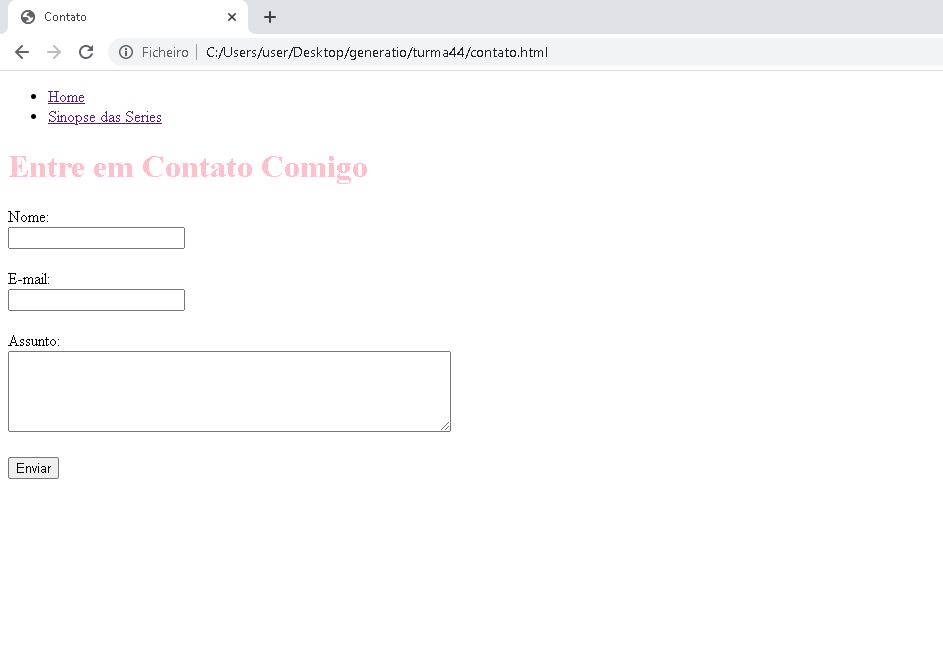 Contato
Ficheiro C:/Users/user/Desktop/generatio/turma44/contato.html
Home
Sinopse das Series
Entre em Contato Comigo
Nome:
E-mail:
Assunto:
Enviar